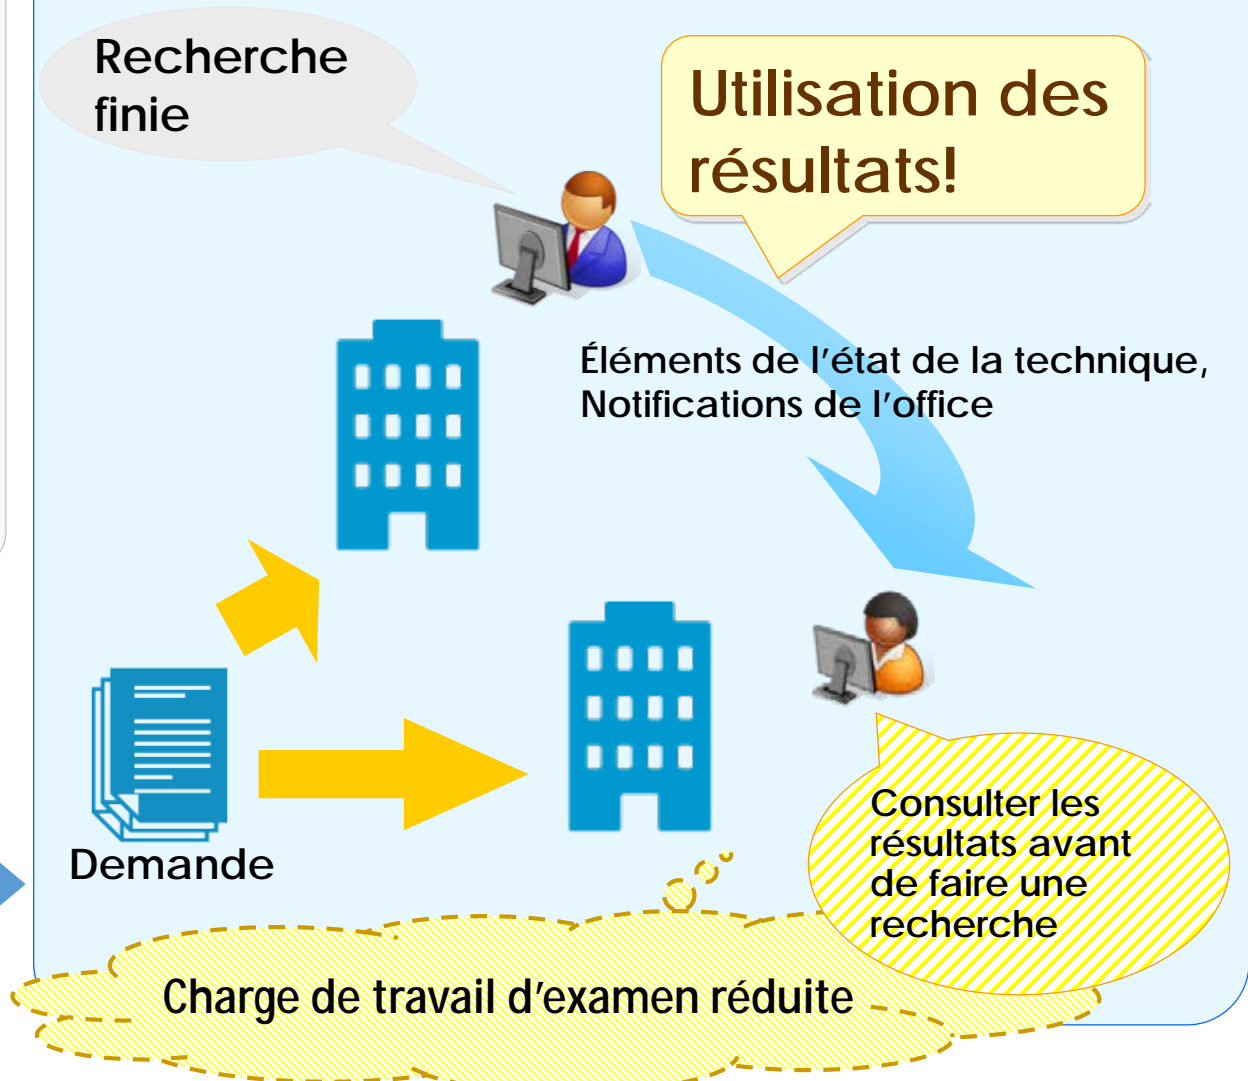 Recherche
finie
Utilisation des
résultats!
Éléments de l’état de la technique,
Notifications de l’office
Demande
Consulter les
résultats avant
de faire une
recherche
Charge de travail d’examen réduite